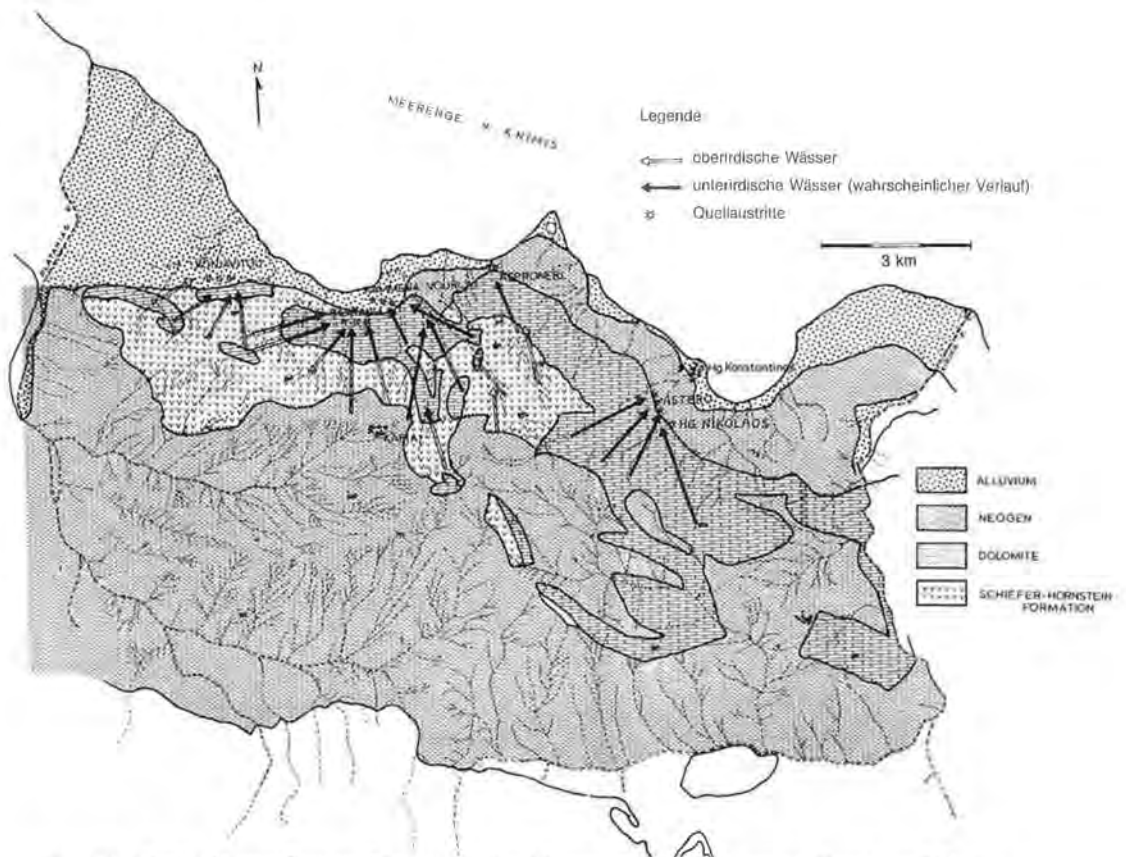 N
MEERENGE V. KNIMIS
Legende
oberirdische Wässer
unterirdische Wässer (wahrscheinlicher Verlauf)
Quellaustritte
3 km
KOPRONERI
Hg Konstantinos
ASTERO
HG. NIKOLAOS
ALLUVIUM
NEOGEN
DOLOMITE
SCHIEFER-HORNSTEIN
FORMATION